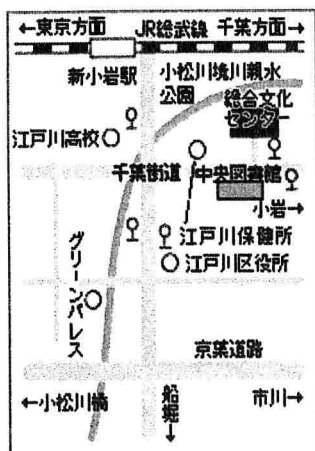 ←東京方面 JR総武線 千葉方面→
新小岩駅
小松川境川親水
公園
総合文化
センター
江戸川高校
千葉街道
中央図書館
小岩→
江戸川保健所
江戸川区役所
グリーンパレス
京葉道路
←小松川橋
船堀↓
市川→